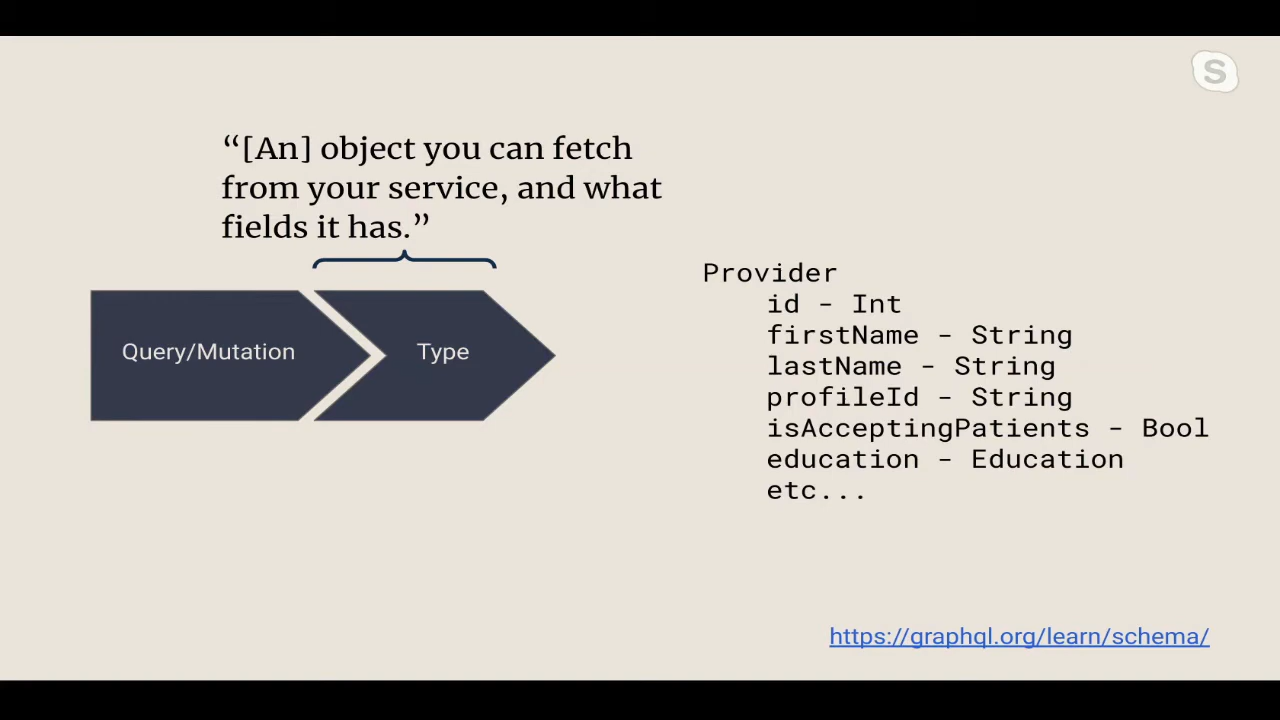 S
“[An] object you can fetch
from your service, and what
fields it has.”
Query/Mutation
Type
Provider
id - Int
firstName - String
lastName - String
profileId - String
isAcceptingPatients - Bool
education - Education
etc...
https://graphql.org/learn/schema/